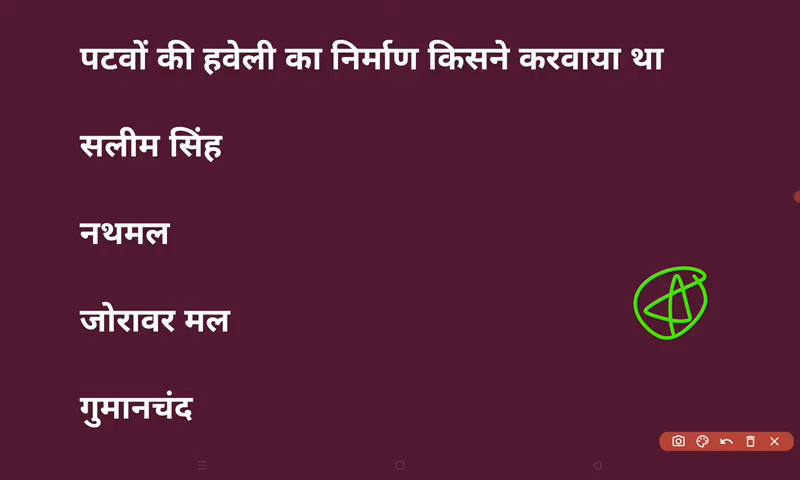 पटवों की हवेली का निर्माण किसने करवाया था
सलीम सिंह
नथमल
जोरावर मल
गुमानचंद